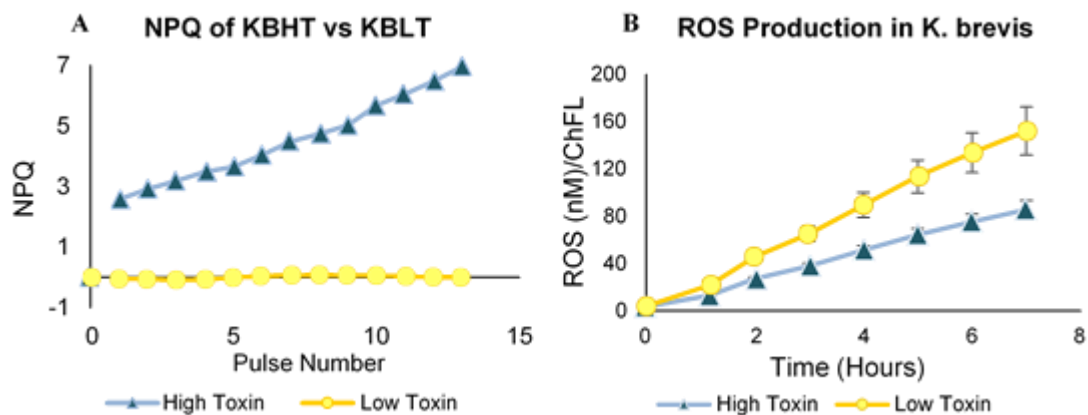 A NPQ of KBHT vs KBLT
7
5
3
1
-1
NPQ
0 5 10 15
Pulse Number
High Toxin Low Toxin
B ROS Production in K. brevis
200
160
120
80
40
0
ROS (nM)/ChFL
0 2 4 6 8
Time (Hours)
High Toxin Low Toxin